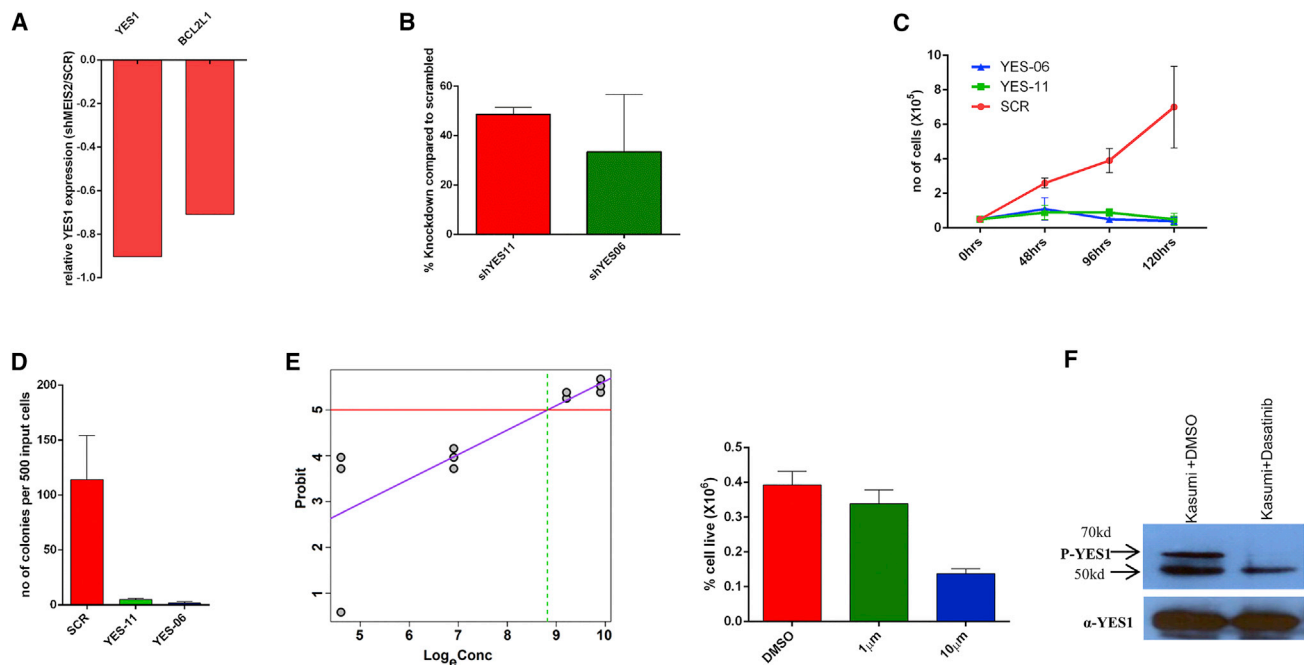 A
YES1
BCL2L1
0.0
-0.2
-0.4
-0.6
-0.8
-1.0
relative YES1 expression (shMEIS2/SCR)
B
80
60
40
20
0
% Knockdown compared to scrambled
shYES11
shYES06
C
YES-06
YES-11
SCR
10
8
6
4
2
0
no of cells (X10⁵)
0hrs
48hrs
96hrs
120hrs
D
200
150
100
50
0
no of colonies per 500 input cells
SCR
YES-11
YES-06
E
5
4
3
2
1
Probit
5
6
7
8
9
10
LogₑConc
0.5
0.4
0.3
0.2
0.1
0.0
% cell live (X10⁶)
DMSO
1µm
10µm
F
Kasumi +DMSO
Kasumi+Dasatinib
70kd
P-YES1
50kd
α-YES1